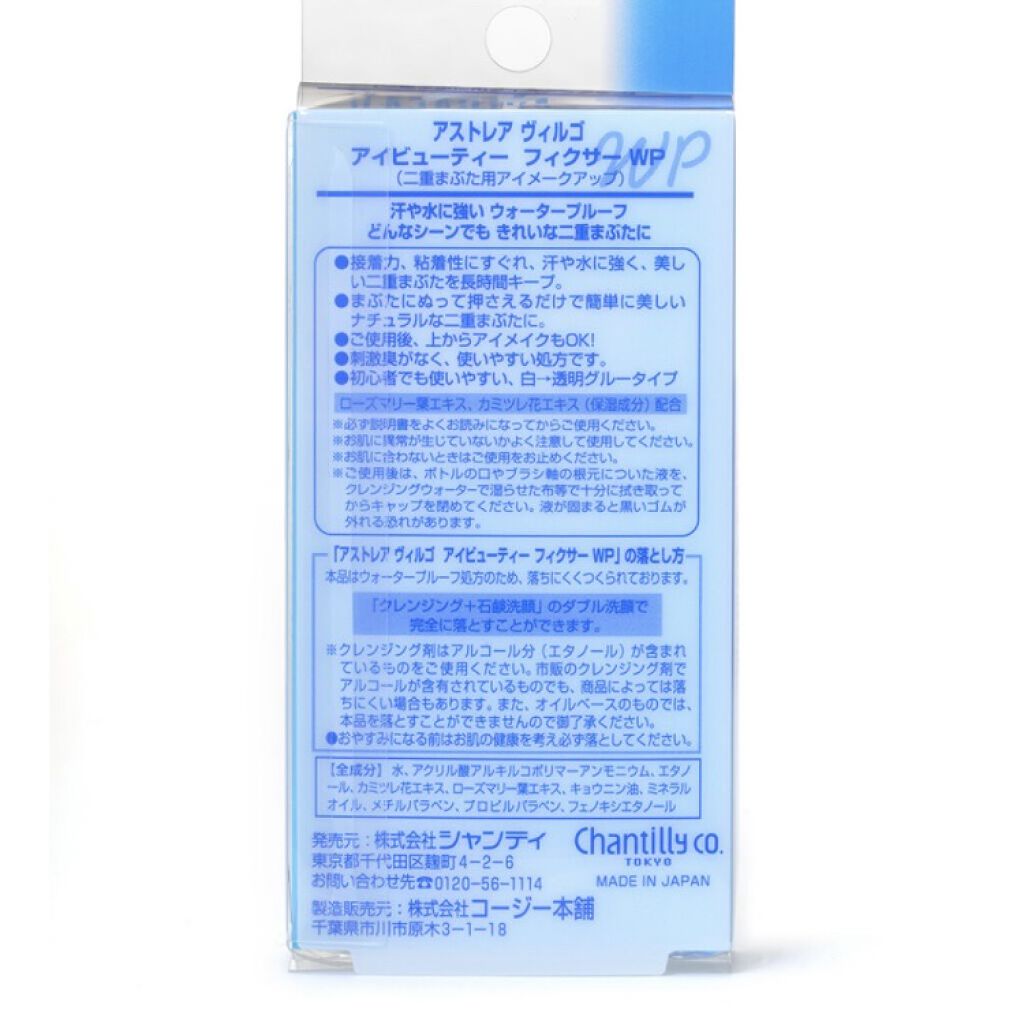 アストレア ヴィルゴ
アイビューティー フィクサー WP
WP
(二重まぶた用アイメークアップ)
汗や水に強い ウォータープルーフ
どんなシーンでも きれいな二重まぶたに
●接着力、粘着性にすぐれ、汗や水に強く、美し
い二重まぶたを長時間キープ。
●まぶたにぬって押さえるだけで簡単に美しい
ナチュラルな二重まぶたに。
●ご使用後、上からアイメイクもOK!
●刺激臭がなく、使いやすい処方です。
●初心者でも使いやすい、白→透明グルータイプ
ローズマリー葉エキス、カミツレ花エキス(保湿成分)配合
※必ず説明書をよくお読みになってからご使用ください。
※お肌に異常が生じていないかよく注意して使用してください。
※お肌に合わないときはご使用をお止めください。
※ご使用後は、ボトルの口やブラシ軸の根元についた液を、
クレンジングウォーターで湿らせた布等で十分に拭き取って
からキャップを閉めてください。液が固まると黒いゴムが
外れる恐れがあります。
「アストレア ヴィルゴ アイビューティー フィクサー WP」の落とし方
本品はウォータープルーフ処方のため、落ちにくくつくられております。
「クレンジング+石鹸洗顔」のダブル洗顔で
完全に落とすことができます。
※クレンジング剤はアルコール分(エタノール)が含まれ
ているものをご使用ください。市販のクレンジング剤で
アルコールが含有されているものでも、商品によっては落
ちにくい場合もあります。また、オイルベースのものでは、
本品を落とすことができませんので御了承ください。
●おやすみになる前はお肌の健康を考え必ず落としてください。
【全成分】水、アクリル酸アルキルコポリマーアンモニウム、エタノ
ール、カミツレ花エキス、ローズマリー葉エキス、キョウニン油、ミネラル
オイル、メチルパラベン、プロピルパラベン、フェノキシエタノール
発売元:株式会社シャンティ
Chantilly co.
TOKYO
東京都千代田区麹町4-2-6
お問い合わせ先☎0120-56-1114
MADE IN JAPAN
製造販売元:株式会社コージー本舗
千葉県市川市原木3-1-18